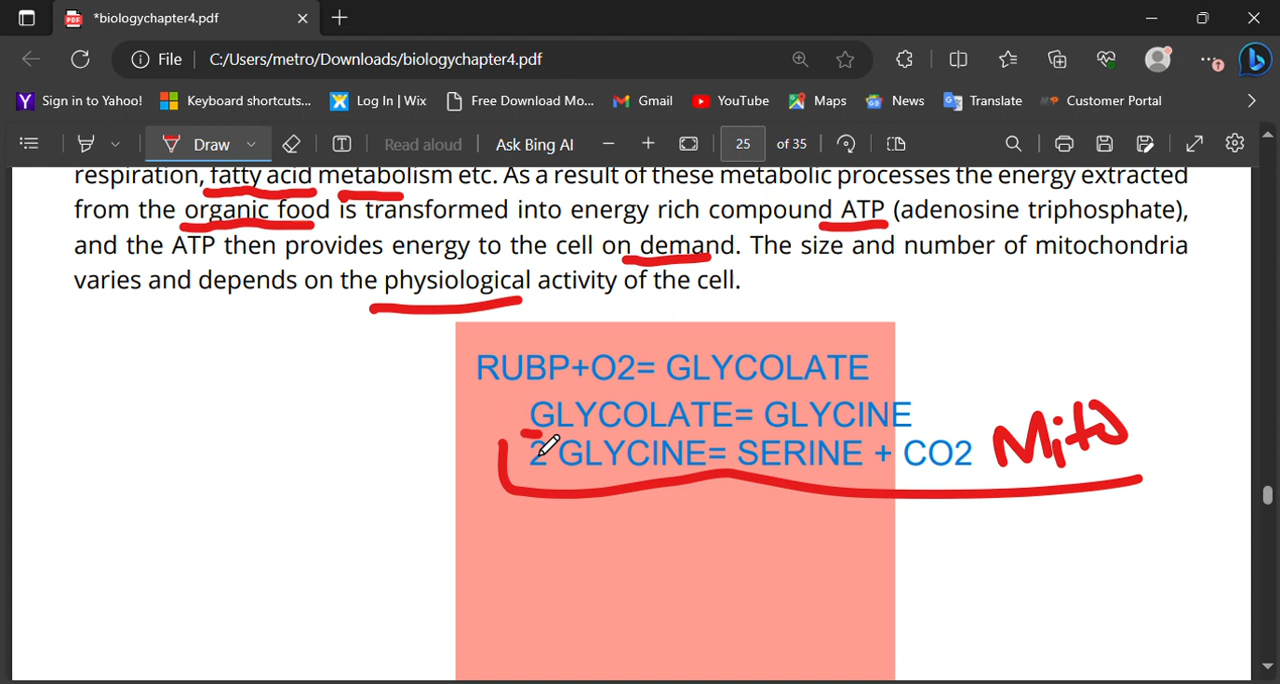 *biologychapter4.pdf
File C:/Users/metro/Downloads/biologychapter4.pdf
Sign in to Yahoo! Keyboard shortcuts... Log In | Wix Free Download Mo... Gmail YouTube Maps News Translate Customer Portal
Draw Read aloud Ask Bing AI 25 of 35
respiration, fatty acid metabolism etc. As a result of these metabolic processes the energy extracted
from the organic food is transformed into energy rich compound ATP (adenosine triphosphate),
and the ATP then provides energy to the cell on demand. The size and number of mitochondria
varies and depends on the physiological activity of the cell.
RUBP+O2= GLYCOLATE
GLYCOLATE= GLYCINE
2 GLYCINE= SERINE + CO2 Mito